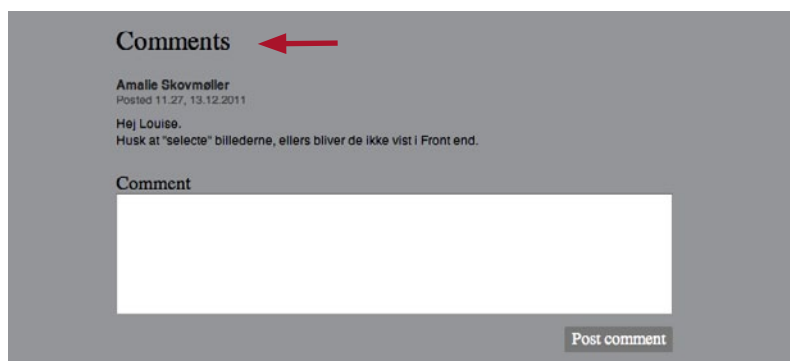 Comments
Amalie Skovmøller
Posted 11.27, 13.12.2011
Hej Louise.
Husk at "selecte" billederne, ellers bliver de ikke vist i Front end.
Comment
Post comment